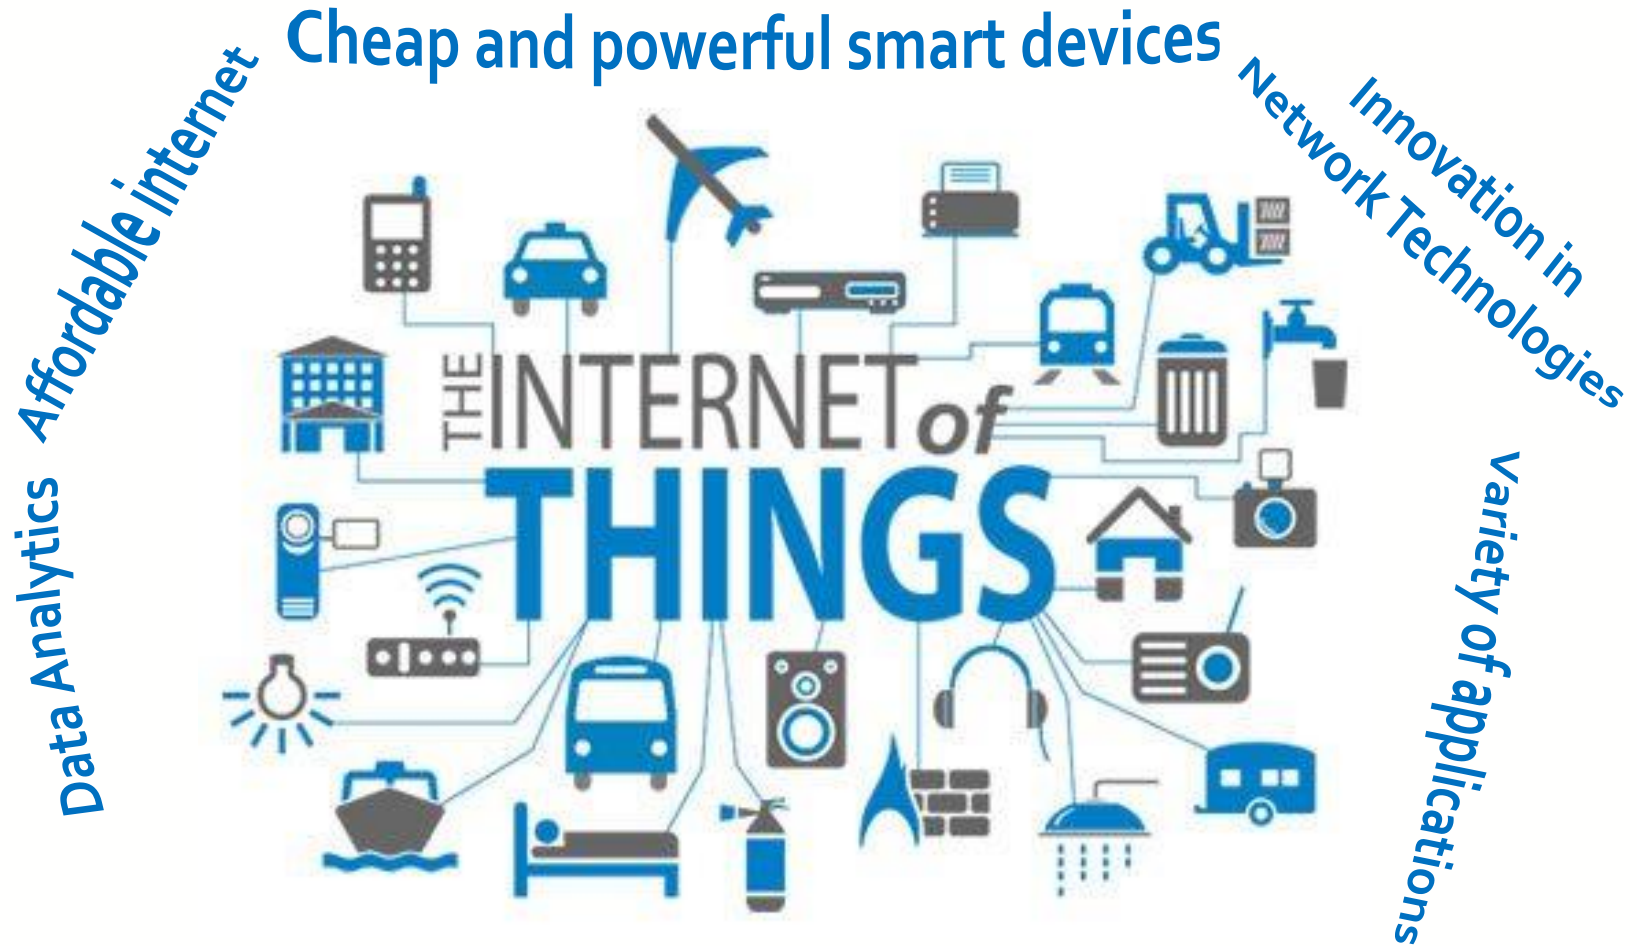 Cheap and powerful smart devices
Affordable internet
Innovation in
Network Technologies
THE INTERNET of
THINGS
Data Analytics
Variety of applications